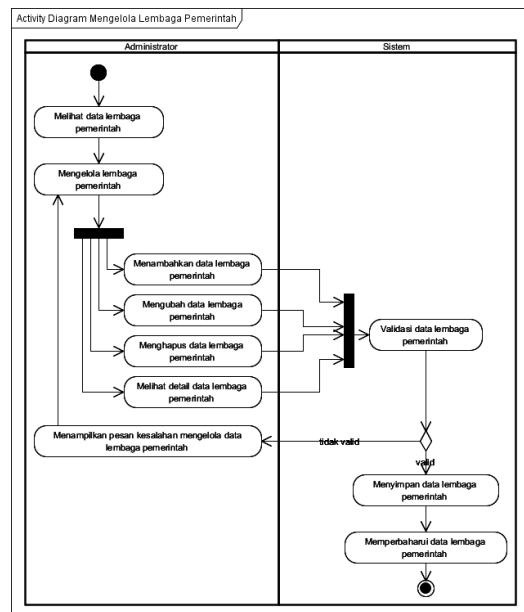 Activity Diagram Mengelola Lembaga Pemerintah
Administrator
Sistem
Melihat data lembaga
pemerintah
Mengelola lembaga
pemerintah
Menambahkan data lembaga
pemerintah
Mengubah data lembaga
pemerintah
Menghapus data lembaga
pemerintah
Melihat detail data lembaga
pemerintah
Validasi data lembaga
pemerintah
Menampilkan pesan kesalahan mengelola data
lembaga pemerintah
tidak valid
valid
Menyimpan data lembaga
pemerintah
Memperbaharui data lembaga
pemerintah